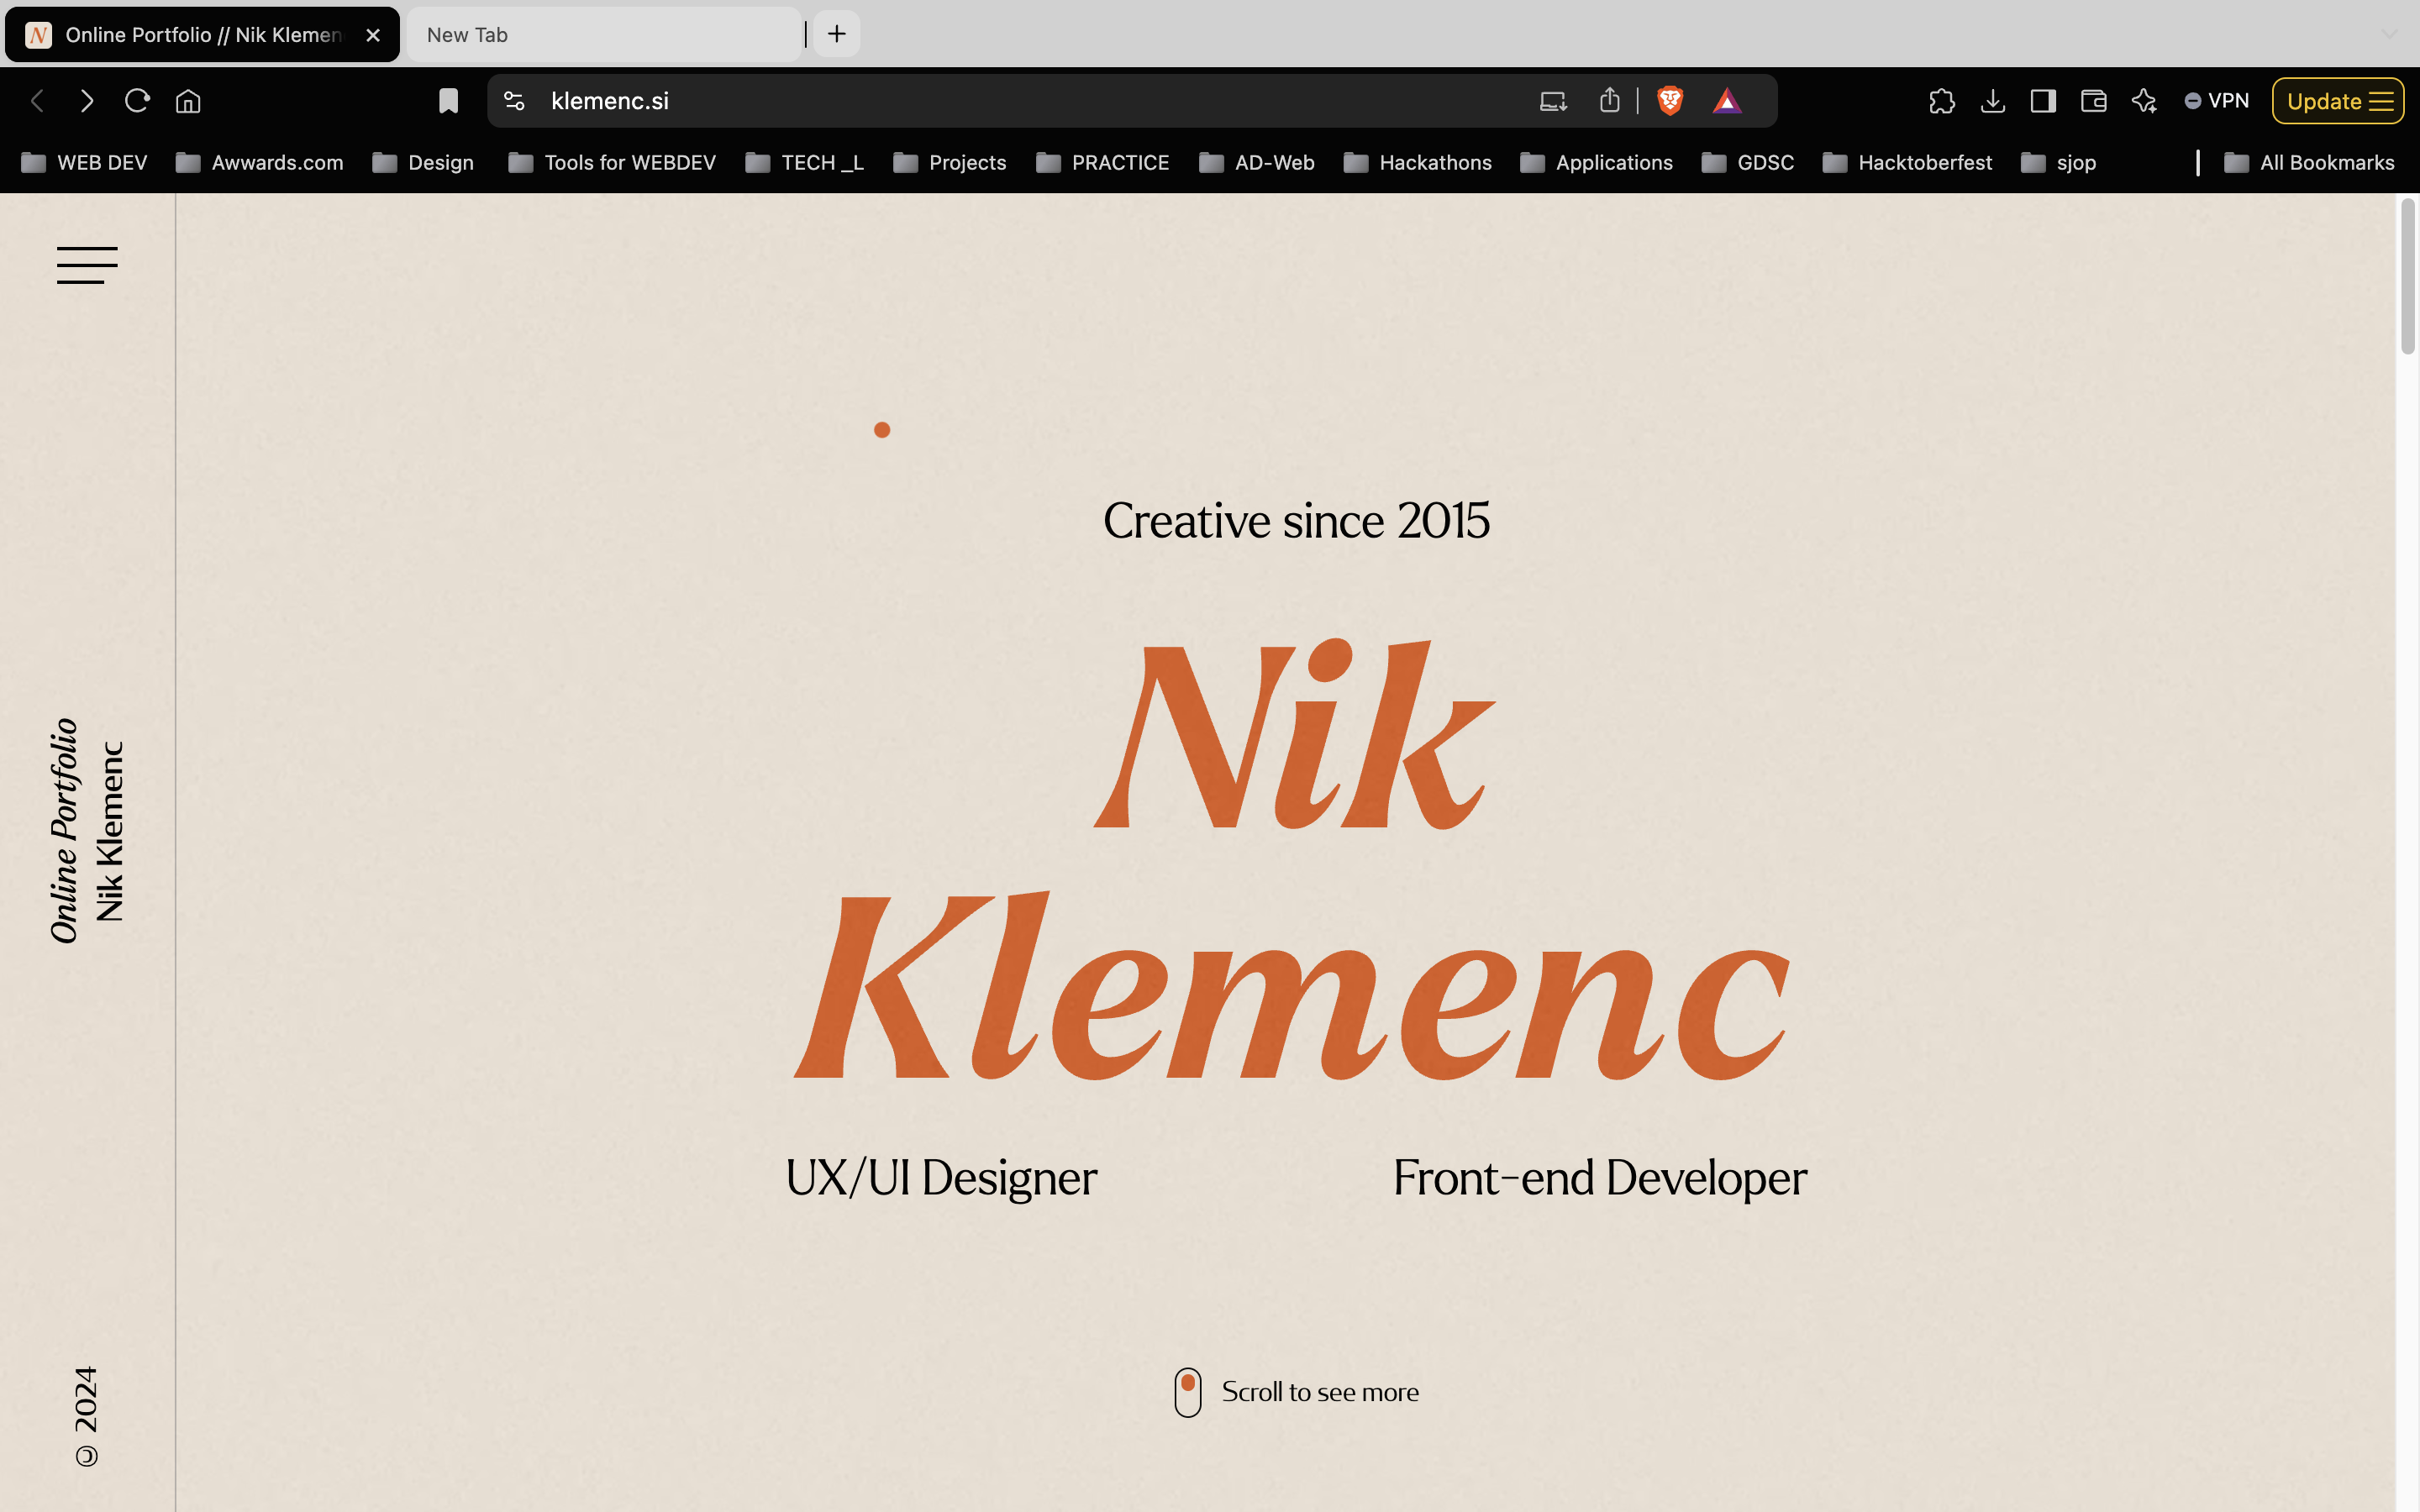 Online Portfolio // Nik Klemen
New Tab
klemenc.si
VPN
Update
WEB DEV
Awwards.com
Design
Tools for WEBDEV
TECH _L
Projects
PRACTICE
AD-Web
Hackathons
Applications
GDSC
Hacktoberfest
sjop
All Bookmarks
Online Portfolio
Nik Klemenc
© 2024
Creative since 2015
Nik
Klemenc
UX/UI Designer
Front-end Developer
Scroll to see more